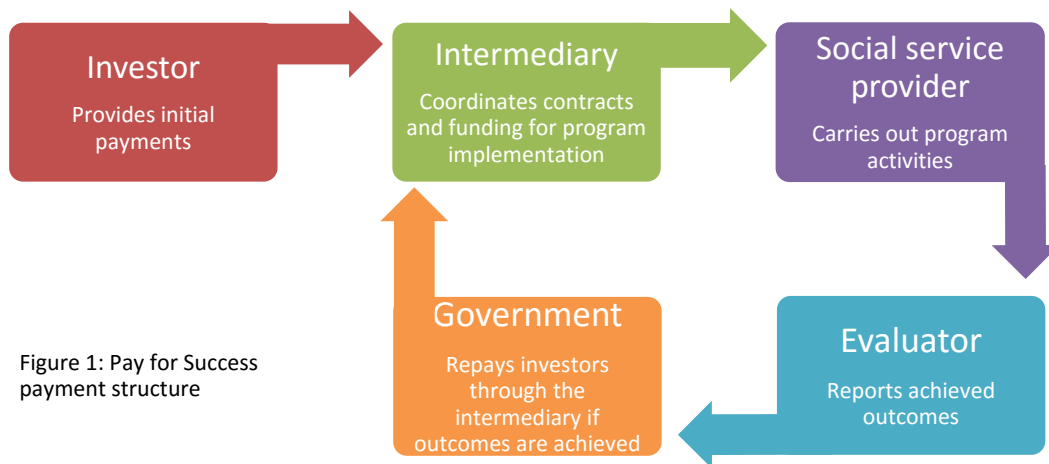 Investor
Provides initial
payments
Intermediary
Coordinates contracts
and funding for program
implementation
Social service
provider
Carries out program
activities
Evaluator
Reports achieved
outcomes
Government
Repays investors
through the
intermediary if
outcomes are achieved
Figure 1: Pay for Success
payment structure